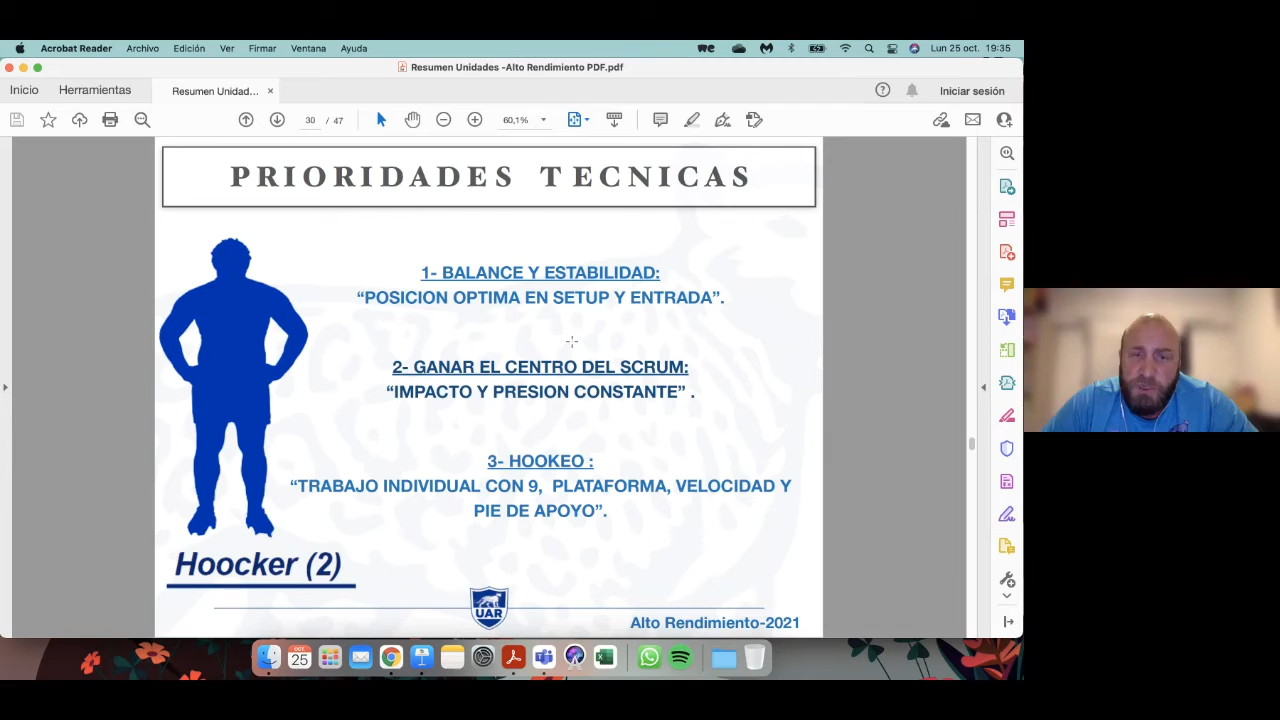 Acrobat Reader Archivo Edición Ver Firmar Ventana Ayuda Lun 25 oct. 19:35
Resumen Unidades -Alto Rendimiento PDF.pdf
Inicio Herramientas Resumen Unidad... × Iniciar sesión
30 / 47 60,1%
PRIORIDADES TECNICAS
1- BALANCE Y ESTABILIDAD:
“POSICION OPTIMA EN SETUP Y ENTRADA”.
2- GANAR EL CENTRO DEL SCRUM:
“IMPACTO Y PRESION CONSTANTE” .
3- HOOKEO :
“TRABAJO INDIVIDUAL CON 9, PLATAFORMA, VELOCIDAD Y
PIE DE APOYO”.
Hoocker (2)
UAR
Alto Rendimiento-2021
OCT.
25